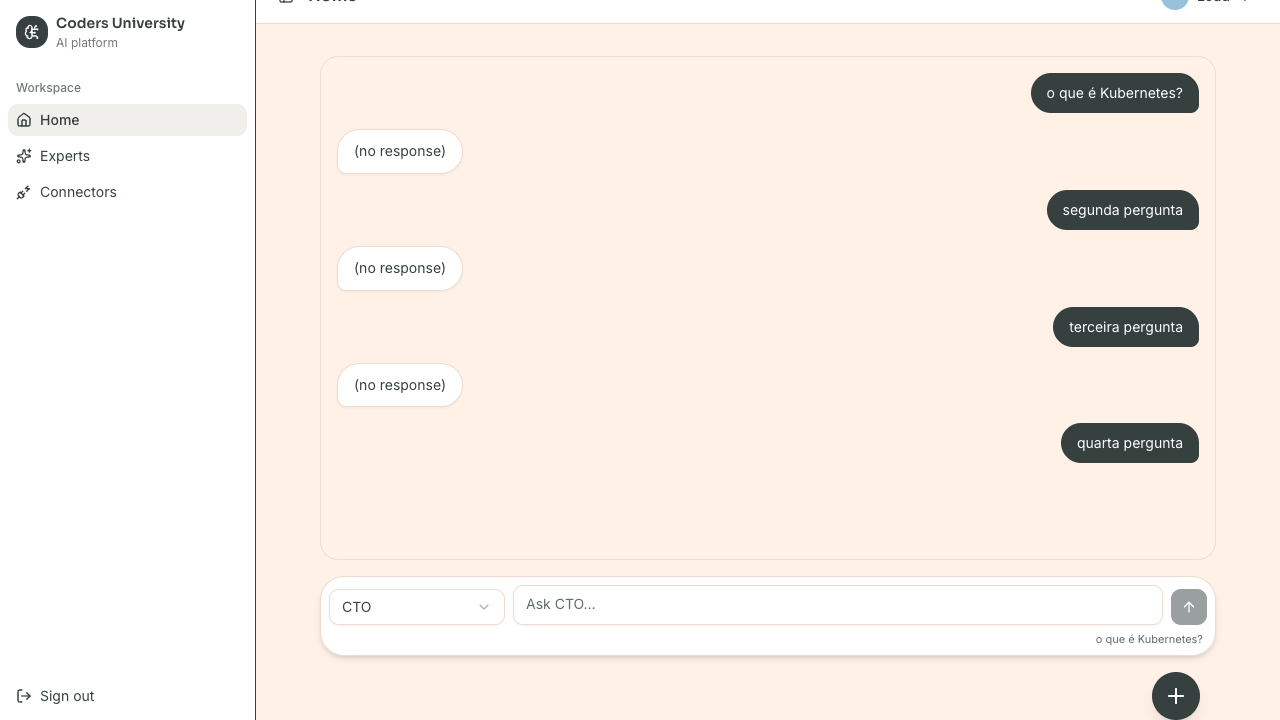 Coders University
AI platform
Workspace
Home
Experts
Connectors
Sign out
o que é Kubernetes?
(no response)
segunda pergunta
(no response)
terceira pergunta
(no response)
quarta pergunta
CTO
Ask CTO...
o que é Kubernetes?